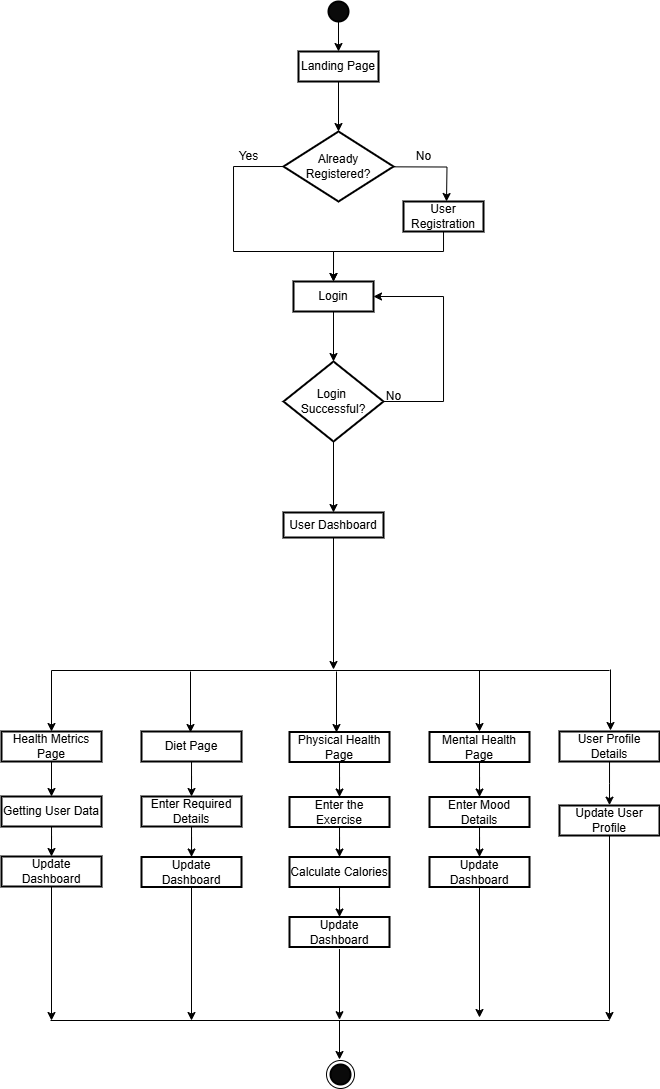 Landing Page
Already
Registered?
Yes
No
User
Registration
Login
Login
Successful?
No
User Dashboard
Health Metrics
Page
Diet Page
Physical Health
Page
Mental Health
Page
User Profile
Details
Getting User Data
Enter Required
Details
Enter the
Exercise
Enter Mood
Details
Update User
Profile
Update
Dashboard
Update
Dashboard
Calculate Calories
Update
Dashboard
Update
Dashboard